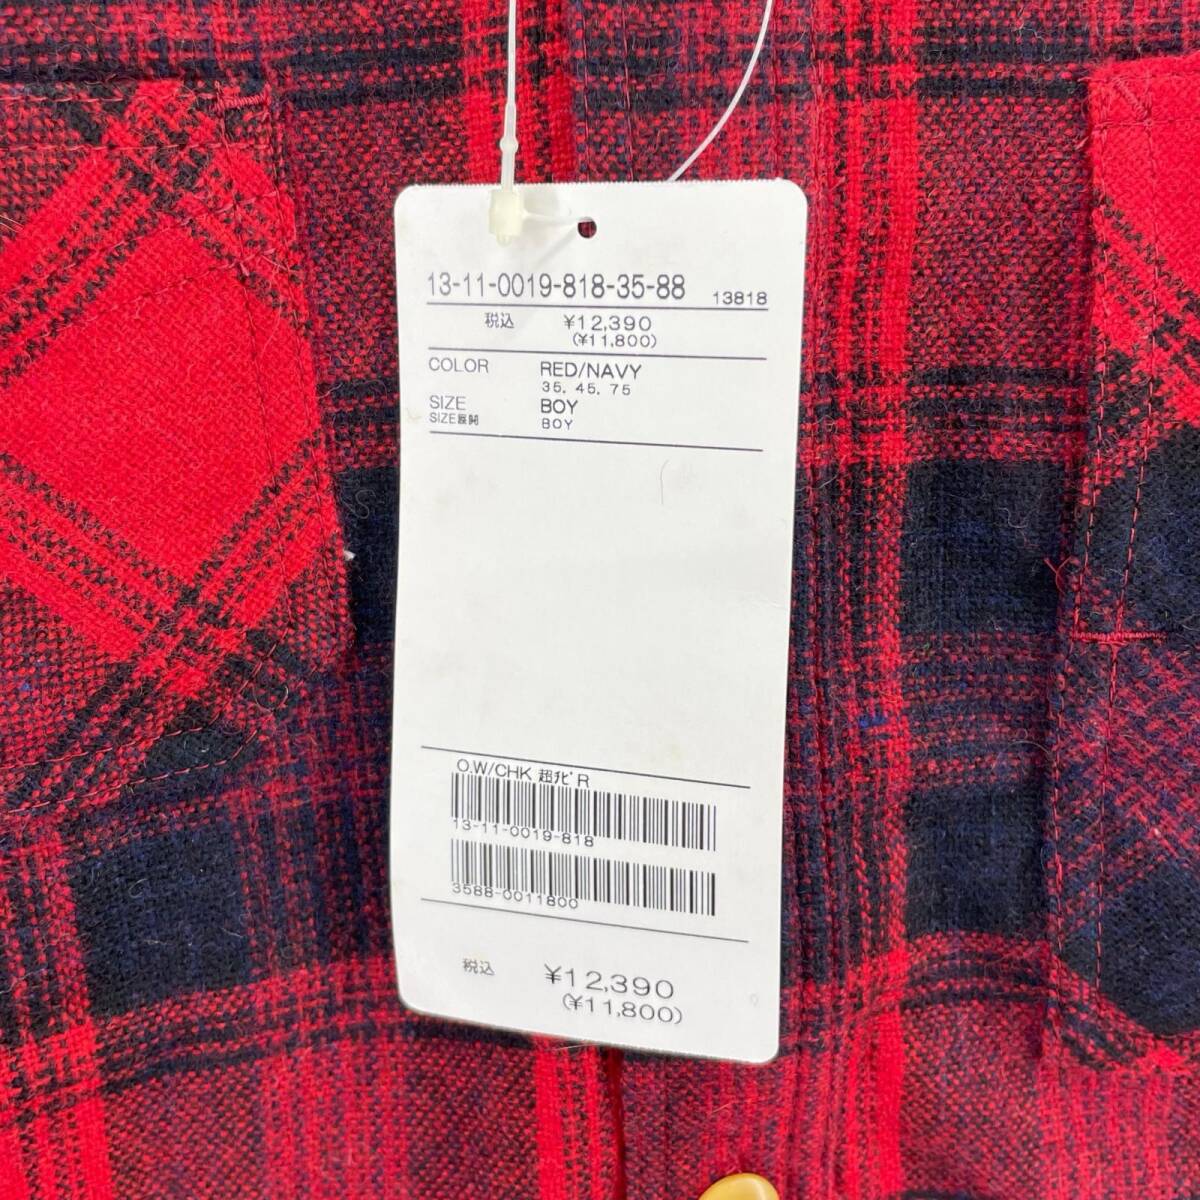 13-11-0019-818-35-88 13818
税込 ¥12,390
(¥11,800)
COLOR RED/NAVY
35. 45. 75
SIZE BOY
SIZE展開 BOY
O.W/CHK 超ﾁﾋﾞR
13-11-0019-818
3588-0011800
税込 ¥12,390
(¥11,800)